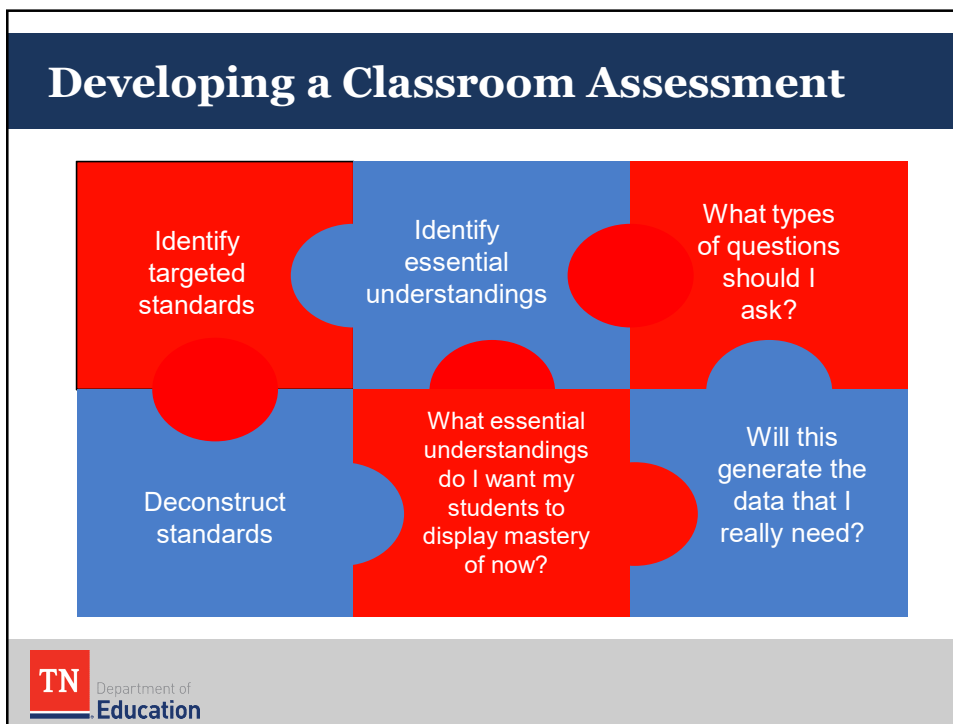 Developing a Classroom Assessment
Identify
targeted
standards
Identify
essential
understandings
What types
of questions
should I
ask?
Deconstruct
standards
What essential
understandings
do I want my
students to
display mastery
of now?
Will this
generate the
data that I
really need?
TN
Department of
Education